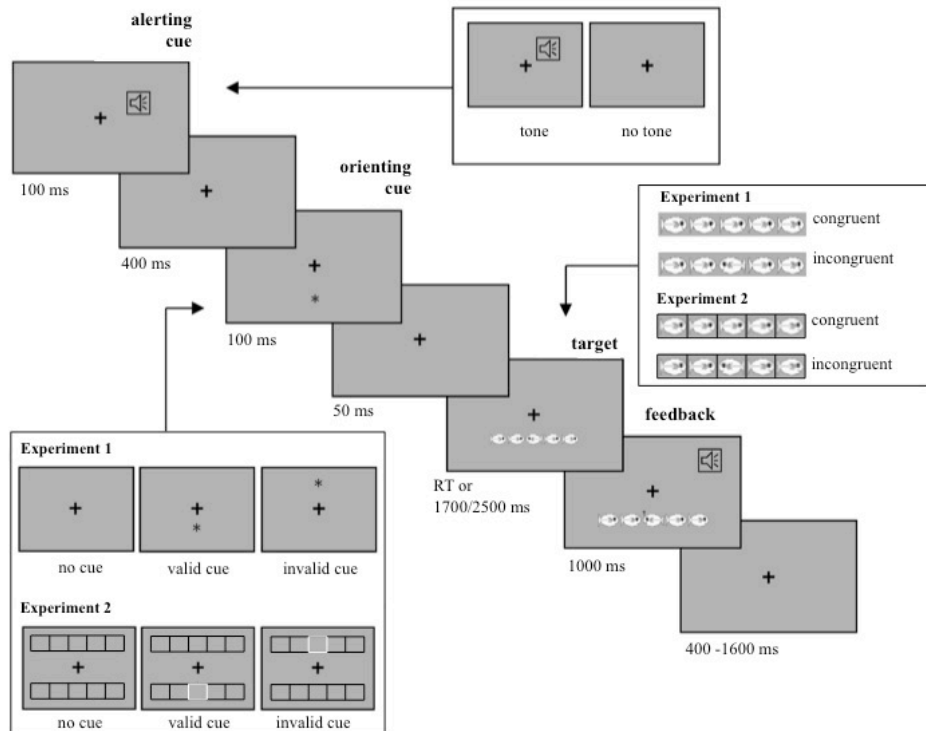 alerting
cue
tone
no tone
100 ms
orienting
cue
400 ms
Experiment 1
congruent
incongruent
Experiment 2
congruent
incongruent
*
100 ms
target
50 ms
feedback
Experiment 1
*
*
no cue
valid cue
invalid cue
RT or
1700/2500 ms
1000 ms
Experiment 2
no cue
valid cue
invalid cue
400 -1600 ms